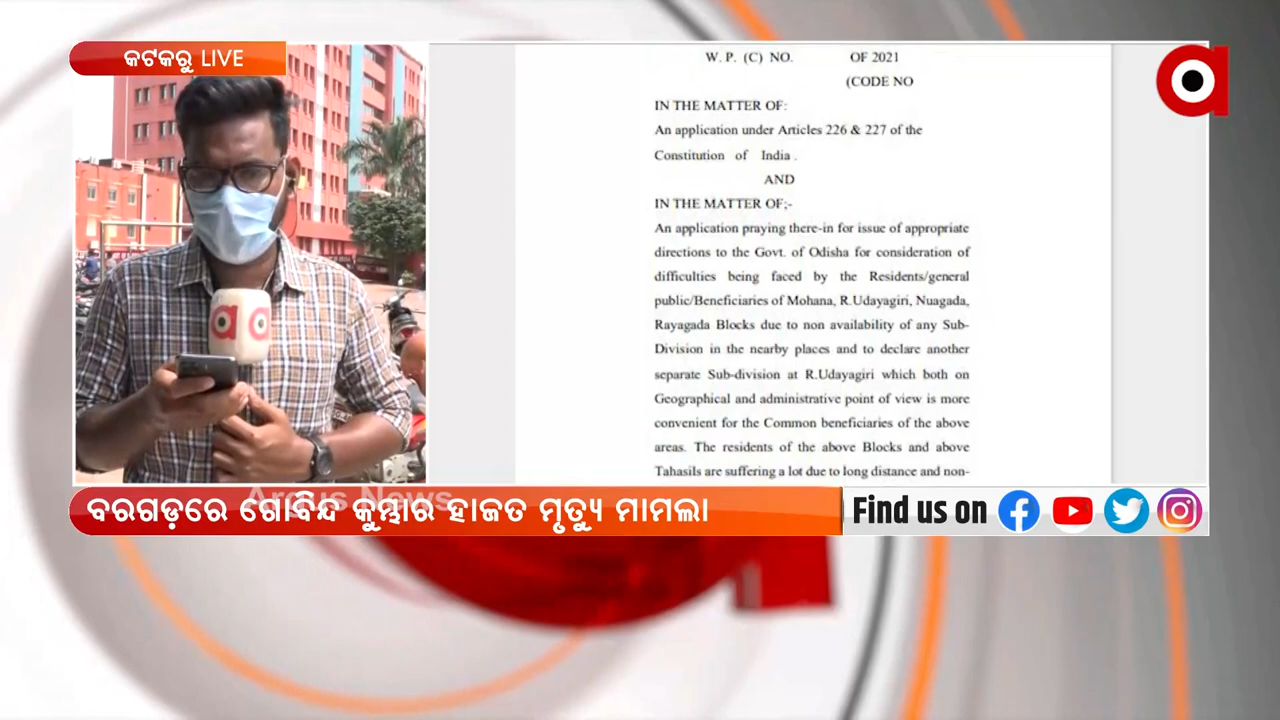 କଟକରୁ LIVE
W. P. (C) NO. OF 2021
(CODE NO
IN THE MATTER OF:
An application under Articles 226 & 227 of the
Constitution of India .
AND
IN THE MATTER OF;-
An application praying there-in for issue of appropriate
directions to the Govt. of Odisha for consideration of
difficulties being faced by the Residents/general
public/Beneficiaries of Mohana, R.Udayagiri, Nuagada,
Rayagada Blocks due to non availability of any Sub-
Division in the nearby places and to declare another
separate Sub-division at R.Udayagiri which both on
Geographical and administrative point of view is more
convenient for the Common beneficiaries of the above
areas. The residents of the above Blocks and above
Tahasils are suffering a lot due to long distance and non-
Argus News
ବରଗଡ଼ରେ ଗୋବିନ୍ଦ କୁମ୍ଭାର ହାଜତ ମୃତ୍ୟୁ ମାମଲା
Find us on